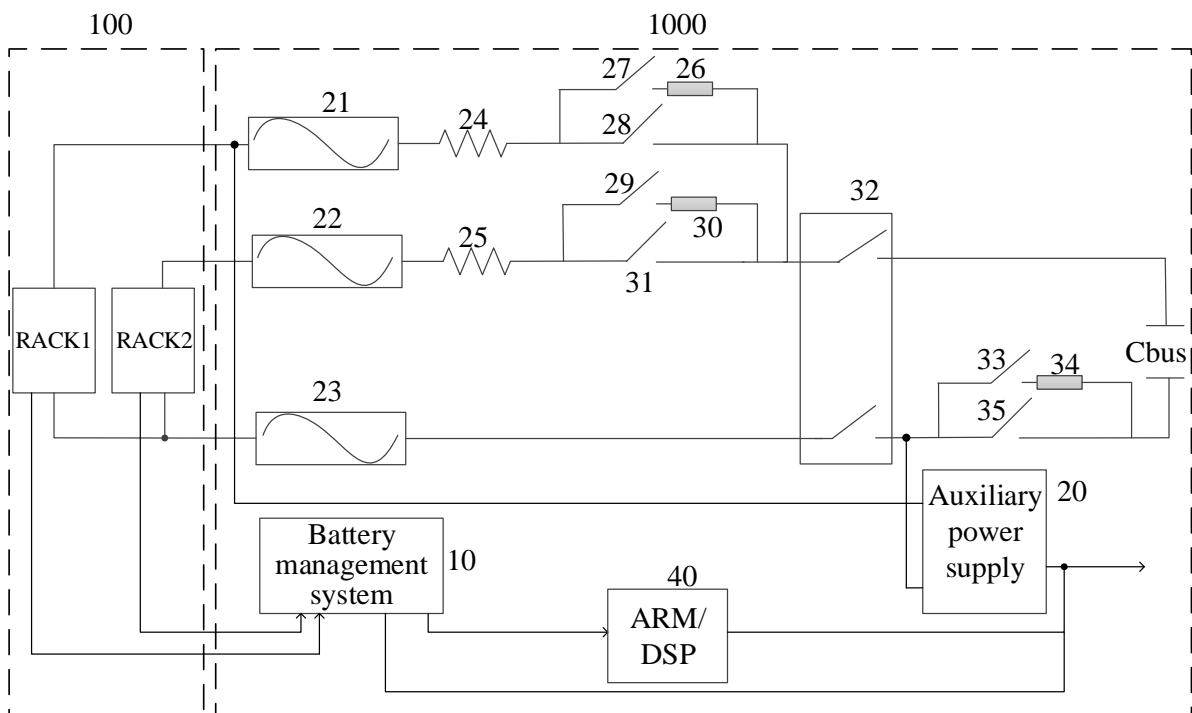 100
1000
27
26
21
24
28
29
32
22
25
30
31
RACK1
RACK2
Cbus
33
34
23
35
Auxiliary
power
supply
20
Battery
management
system
10
40
ARM/
DSP